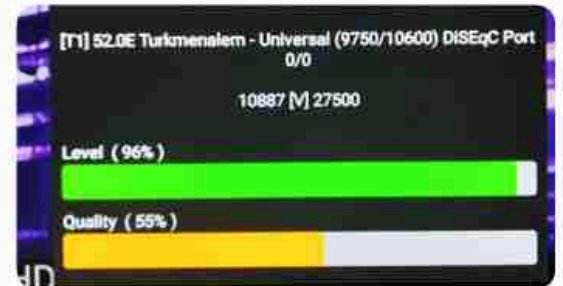 [T1] 52.0E Turkmenalem - Universal (9750/10600) DiSEqC Port
0/0
10887 [V] 27500
Level ( 96% )
Quality ( 55% )